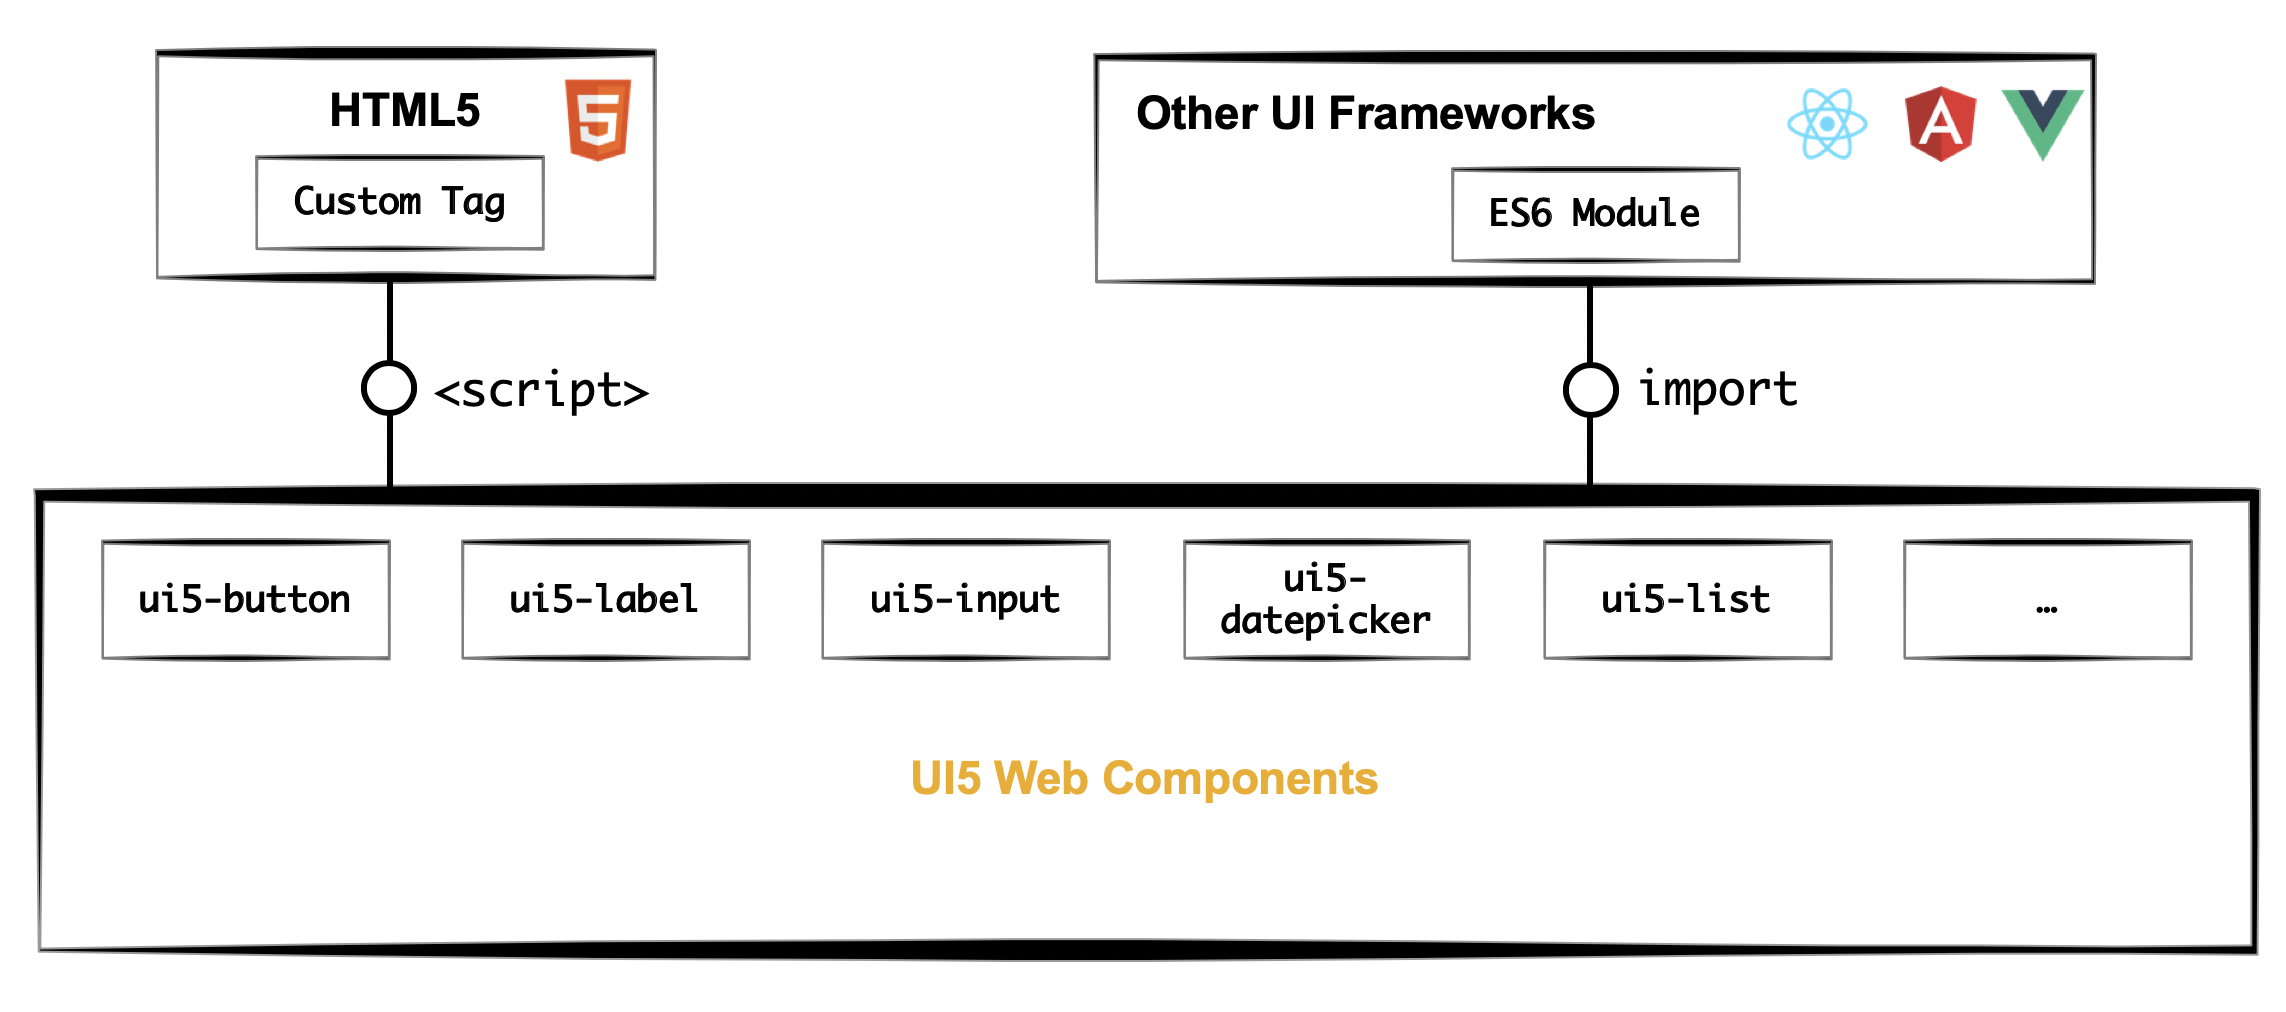 HTML5
5
Custom Tag
Other UI Frameworks
A
ES6 Module
<script>
import
ui5-button
ui5-label
ui5-input
ui5-
datepicker
ui5-list
…
UI5 Web Components